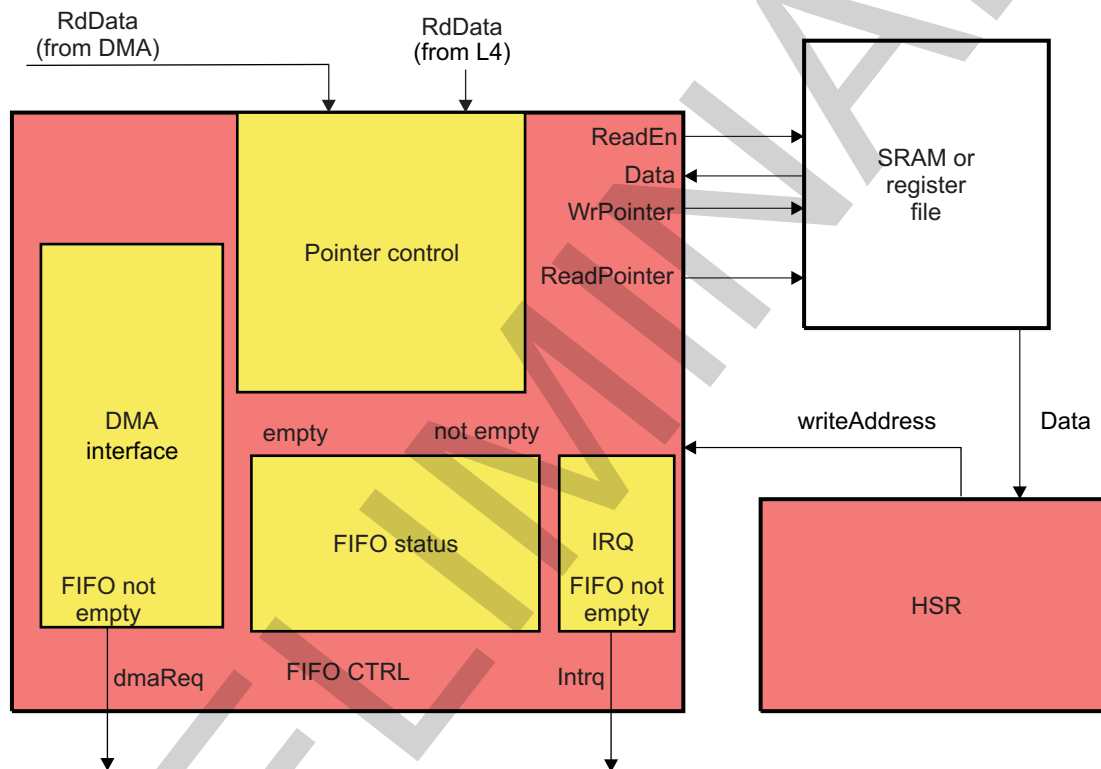 RdData
(from DMA)
RdData
(from L4)
ReadEn
Data
WrPointer
ReadPointer
SRAM or
register
file
Pointer control
DMA
interface
FIFO not
empty
empty
not empty
FIFO status
IRQ
FIFO not
empty
writeAddress
Data
HSR
dmaReq
FIFO CTRL
Intrq